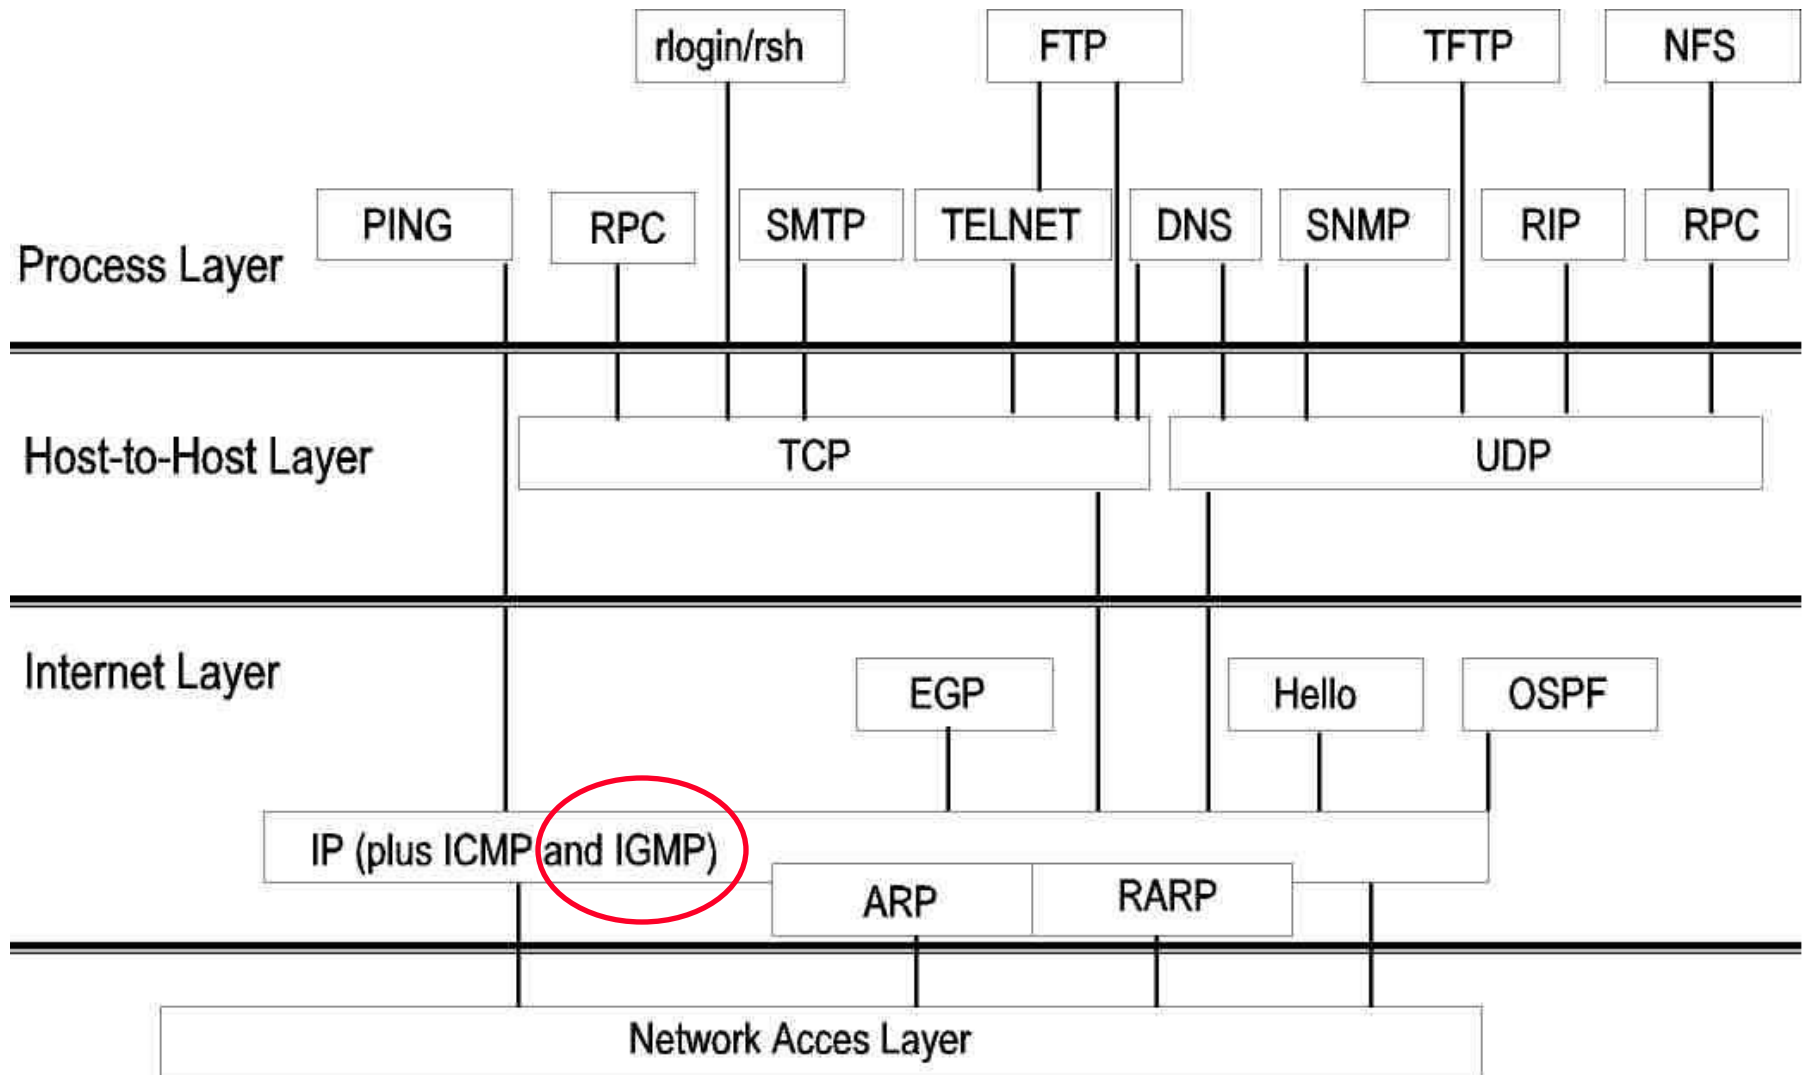 rlogin/rsh
FTP
TFTP
NFS
PING
RPC
SMTP
TELNET
DNS
SNMP
RIP
RPC
Process Layer
Host-to-Host Layer
TCP
UDP
Internet Layer
EGP
Hello
OSPF
IP (plus ICMP and IGMP)
ARP
RARP
Network Acces Layer